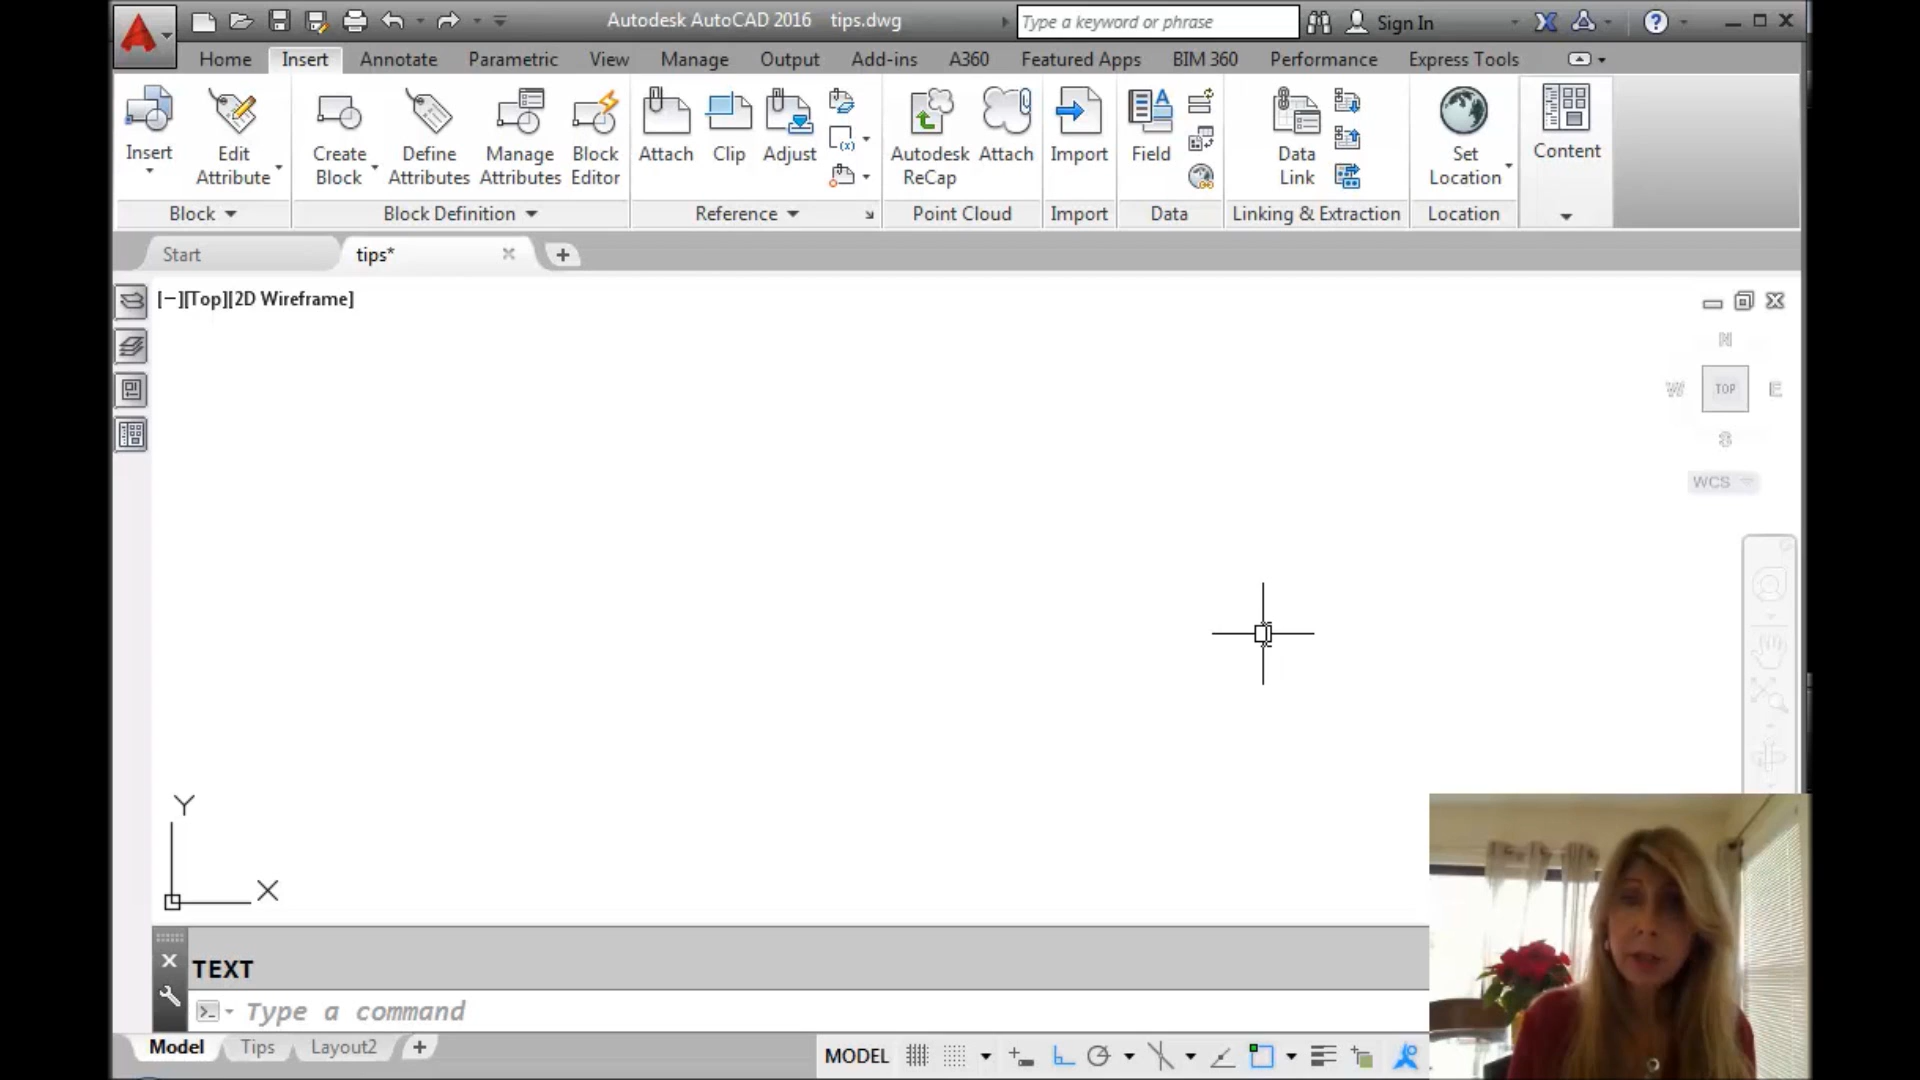 Autodesk AutoCAD 2016 tips.dwg
Type a keyword or phrase
Sign In
Home Insert Annotate Parametric View Manage Output Add-ins A360 Featured Apps BIM 360 Performance Express Tools
Insert
Edit Attribute
Create Block
Define Attributes
Manage Attributes
Block Editor
Attach
Clip
Adjust
Autodesk ReCap
Attach
Import
Field
Data Link
Set Location
Content
Block
Block Definition
Reference
Point Cloud
Import
Data
Linking & Extraction
Location
Start
tips*
[−][Top][2D Wireframe]
N
W TOP E
S
WCS
Y
X
TEXT
Type a command
Model Tips Layout2
MODEL